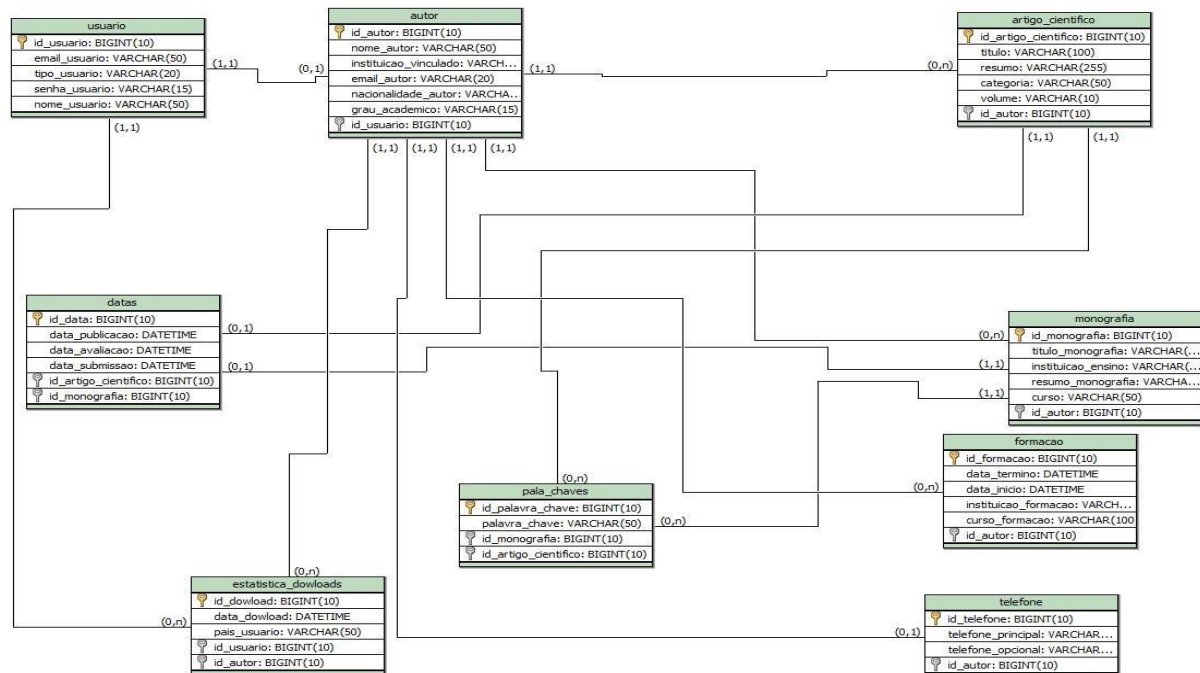 usuario
id_usuario: BIGINT(10)
email_usuario: VARCHAR(50)
tipo_usuario: VARCHAR(20)
senha_usuario: VARCHAR(15)
nome_usuario: VARCHAR(50)
(1,1)
(1,1)
autor
id_autor: BIGINT(10)
nome_autor: VARCHAR(50)
instituicao_vinculado: VARCH...
email_autor: VARCHAR(20)
nacionalidade_autor: VARCHA...
grau_academico: VARCHAR(15)
id_usuario: BIGINT(10)
(0,1)
(1,1)
(1,1)
(1,1)
(1,1)
(1,1)
artigo_cientifico
id_artigo_cientifico: BIGINT(10)
titulo: VARCHAR(100)
resumo: VARCHAR(255)
categoria: VARCHAR(50)
volume: VARCHAR(10)
id_autor: BIGINT(10)
(0,n)
(1,1)
(1,1)
datas
id_data: BIGINT(10)
data_publicacao: DATETIME
data_avaliacao: DATETIME
data_submissao: DATETIME
id_artigo_cientifico: BIGINT(10)
id_monografia: BIGINT(10)
(0,1)
(0,1)
monografia
id_monografia: BIGINT(10)
titulo_monografia: VARCHAR(...
instituicao_ensino: VARCHAR(...
resumo_monografia: VARCHA...
curso: VARCHAR(50)
id_autor: BIGINT(10)
(0,n)
(1,1)
(1,1)
formacao
id_formacao: BIGINT(10)
data_termino: DATETIME
data_inicio: DATETIME
instituicao_formacao: VARCH...
curso_formacao: VARCHAR(100
id_autor: BIGINT(10)
(0,n)
(0,n)
pala_chaves
id_palavra_chave: BIGINT(10)
palavra_chave: VARCHAR(50)
id_monografia: BIGINT(10)
id_artigo_cientifico: BIGINT(10)
(0,n)
(0,n)
estatistica_dowloads
id_dowload: BIGINT(10)
data_dowload: DATETIME
pais_usuario: VARCHAR(50)
id_usuario: BIGINT(10)
id_autor: BIGINT(10)
(0,n)
telefone
id_telefone: BIGINT(10)
telefone_principal: VARCHAR...
telefone_opcional: VARCHAR...
id_autor: BIGINT(10)
(0,1)